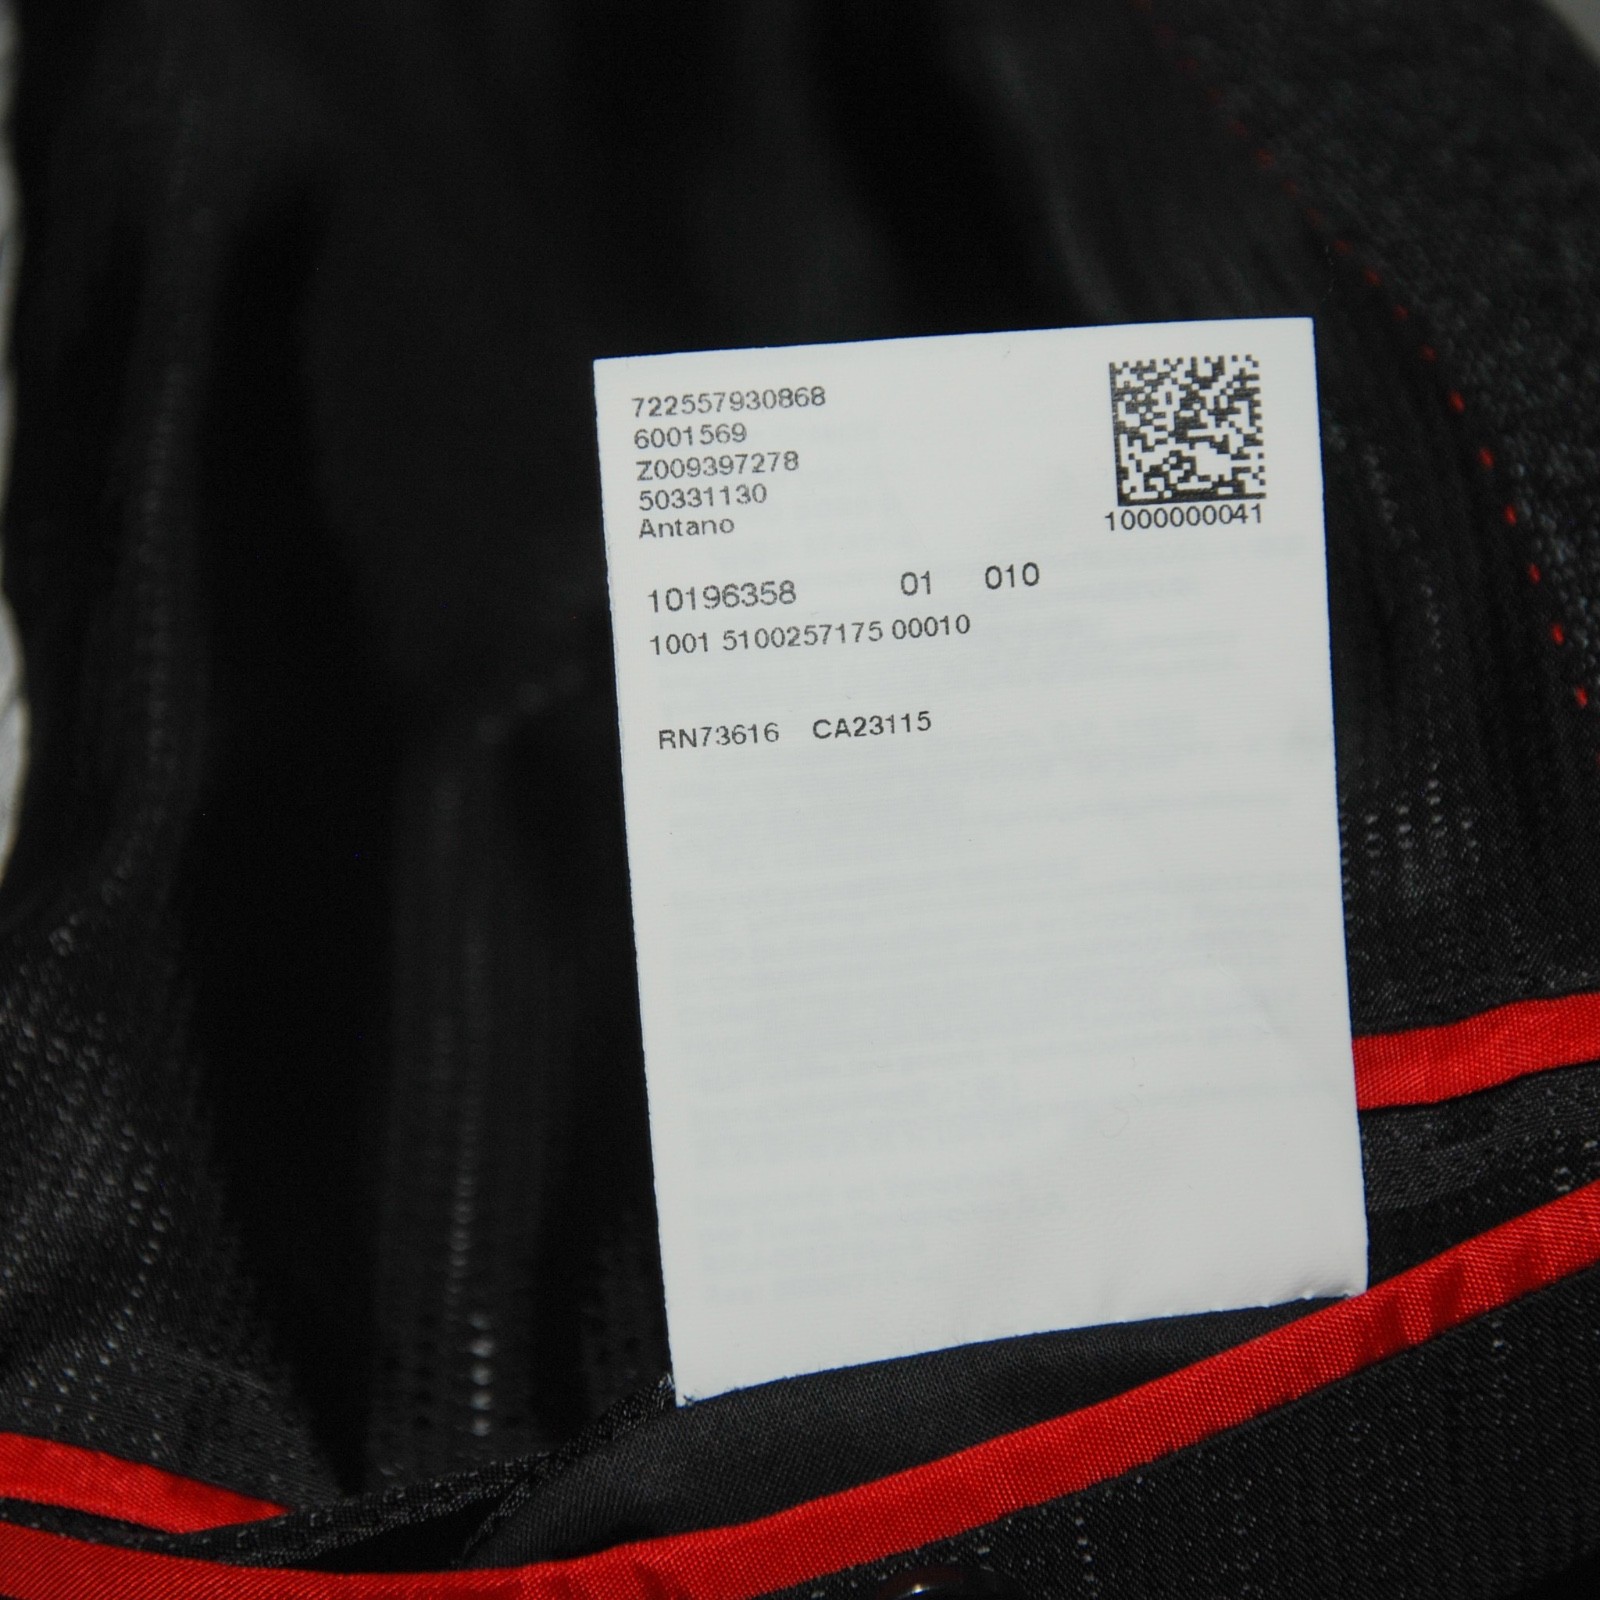 722557930868
6001569
Z009397278
50331130
Antano
1000000041
10196358 01 010
1001 5100257175 00010
RN73616 CA23115